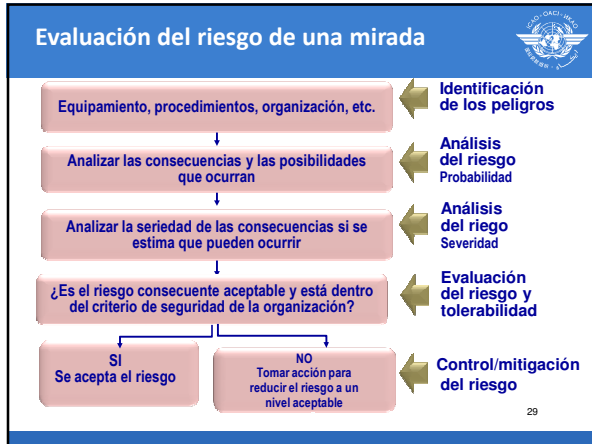 Evaluación del riesgo de una mirada
ICAO · OACI · ИКАО
Equipamiento, procedimientos, organización, etc.
Identificación
de los peligros
Analizar las consecuencias y las posibilidades
que ocurran
Análisis
del riesgo
Probabilidad
Analizar la seriedad de las consecuencias si se
estima que pueden ocurrir
Análisis
del riego
Severidad
¿Es el riesgo consecuente aceptable y está dentro
del criterio de seguridad de la organización?
Evaluación
del riesgo y
tolerabilidad
SI
Se acepta el riesgo
NO
Tomar acción para
reducir el riesgo a un
nivel aceptable
Control/mitigación
del riesgo
29